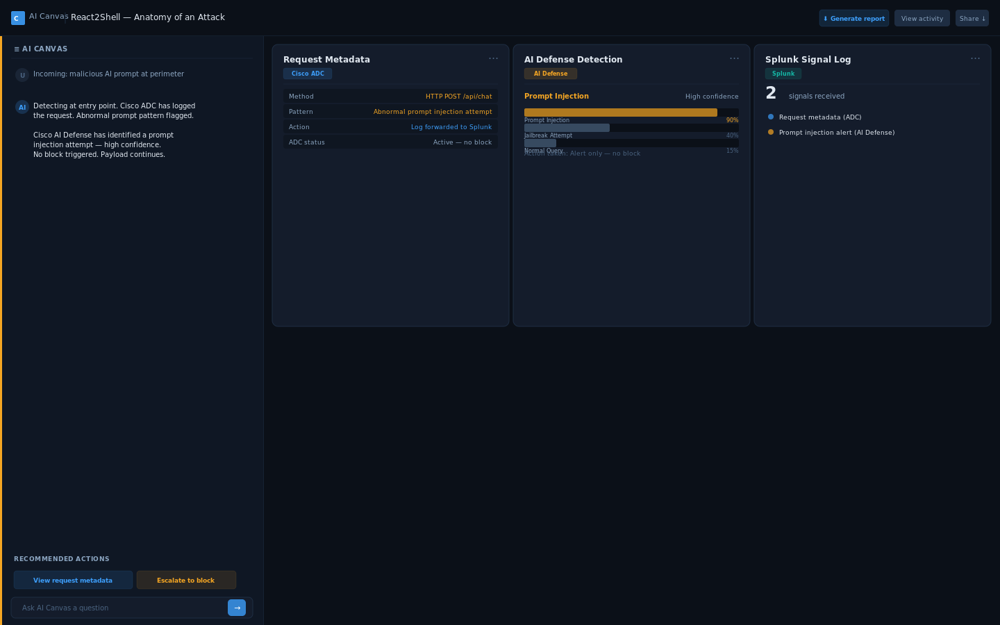 C AI Canvas React2Shell — Anatomy of an Attack
⬇ Generate report
View activity
Share ↓
≡ AI CANVAS
U Incoming: malicious AI prompt at perimeter
AI Detecting at entry point. Cisco ADC has logged
the request. Abnormal prompt pattern flagged.
Cisco AI Defense has identified a prompt
injection attempt — high confidence.
No block triggered. Payload continues.
RECOMMENDED ACTIONS
View request metadata
Escalate to block
Ask AI Canvas a question →
Request Metadata ···
Cisco ADC
Method HTTP POST /api/chat
Pattern Abnormal prompt injection attempt
Action Log forwarded to Splunk
ADC status Active — no block
AI Defense Detection ···
AI Defense
Prompt Injection High confidence
Prompt Injection 90%
Jailbreak Attempt 40%
Normal Query 15%
Action taken: Alert only — no block
Splunk Signal Log ···
Splunk
2 signals received
Request metadata (ADC)
Prompt injection alert (AI Defense)